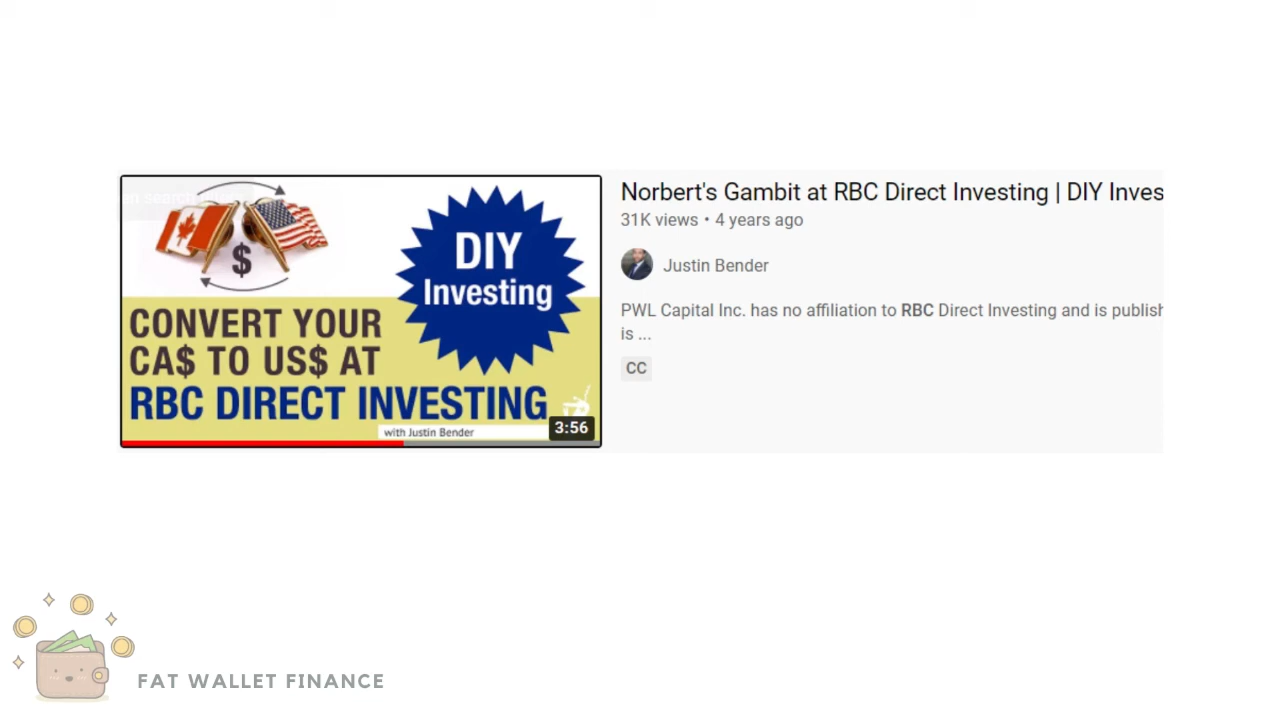 DIY
Investing
$
CONVERT YOUR
CA$ TO US$ AT
RBC DIRECT INVESTING
with Justin Bender
3:56
Norbert's Gambit at RBC Direct Investing | DIY Inves
31K views • 4 years ago
Justin Bender
PWL Capital Inc. has no affiliation to RBC Direct Investing and is publish
is ...
CC
FAT WALLET FINANCE